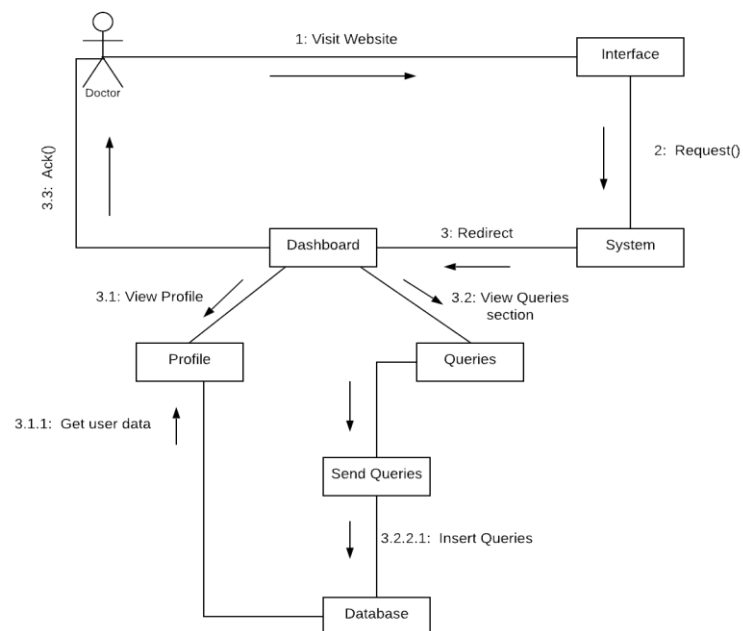 1: Visit Website
Interface
Doctor
2: Request()
3.3: Ack()
Dashboard
3: Redirect
System
3.1: View Profile
3.2: View Queries
section
Profile
Queries
3.1.1: Get user data
Send Queries
3.2.2.1: Insert Queries
Database